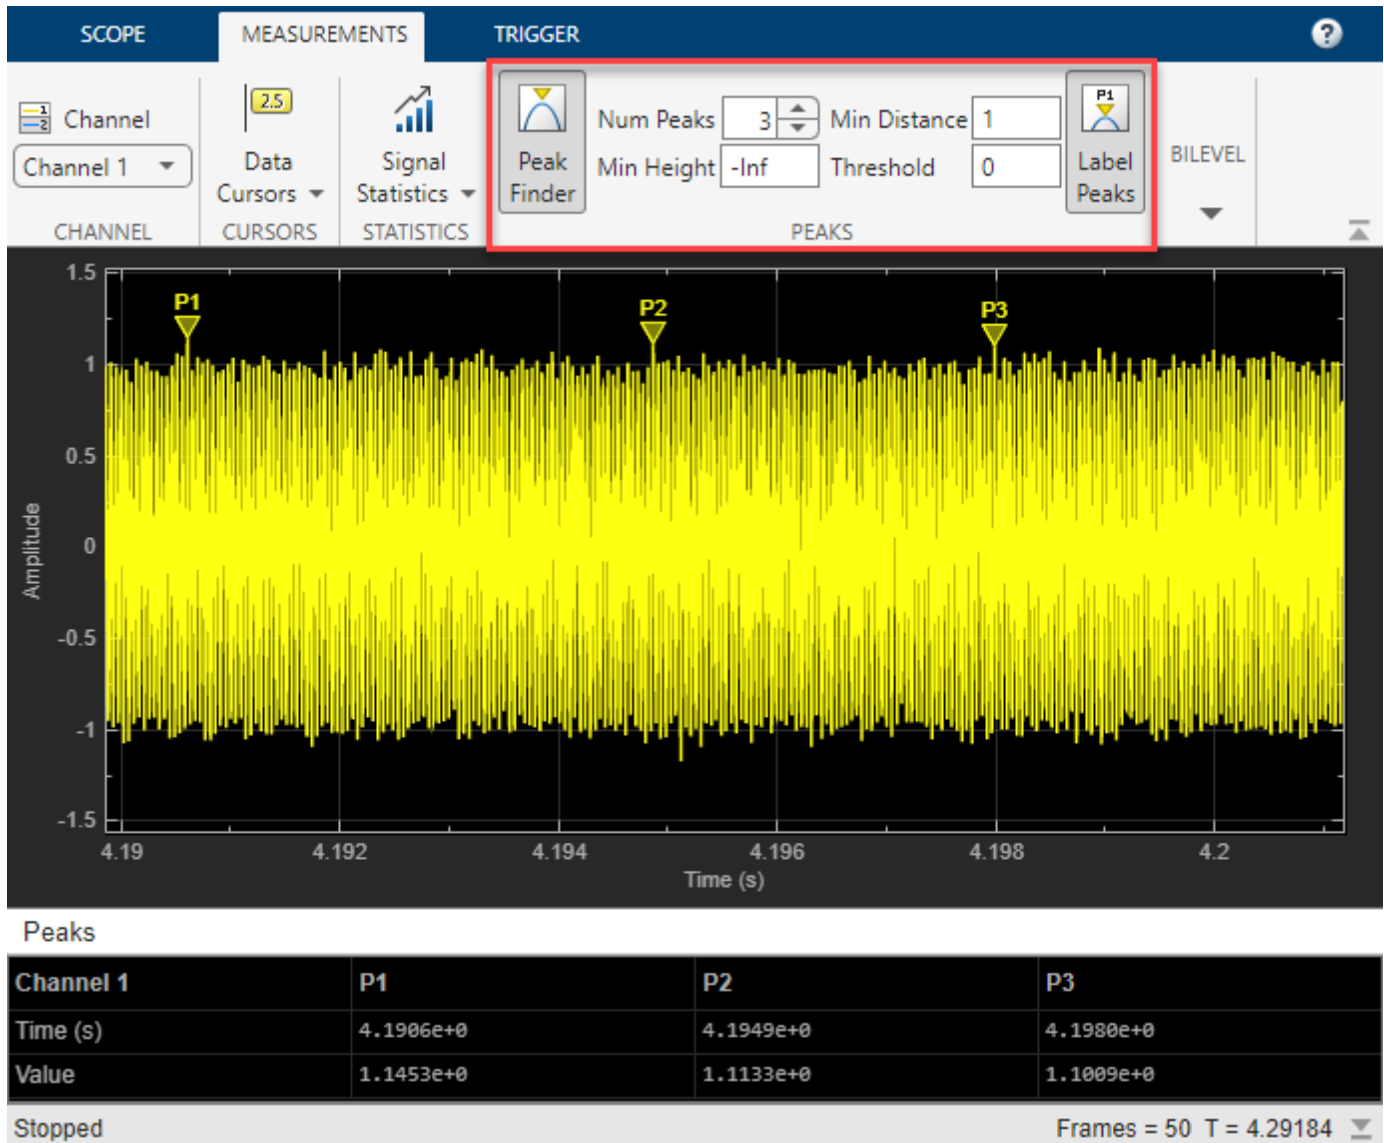 SCOPE MEASUREMENTS TRIGGER ?
2.5 P1
Channel Num Peaks 3 Min Distance 1
Channel 1 Data Signal Peak Min Height -Inf Threshold 0 Label BILEVEL
Cursors Statistics Finder Peaks
CHANNEL CURSORS STATISTICS PEAKS
1.5
P1 P2 P3
1
0.5
0
-0.5
-1
-1.5
Amplitude
4.19 4.192 4.194 4.196 4.198 4.2
Time (s)
Peaks
Channel 1 P1 P2 P3
Time (s) 4.1906e+0 4.1949e+0 4.1980e+0
Value 1.1453e+0 1.1133e+0 1.1009e+0
Stopped Frames = 50 T = 4.29184